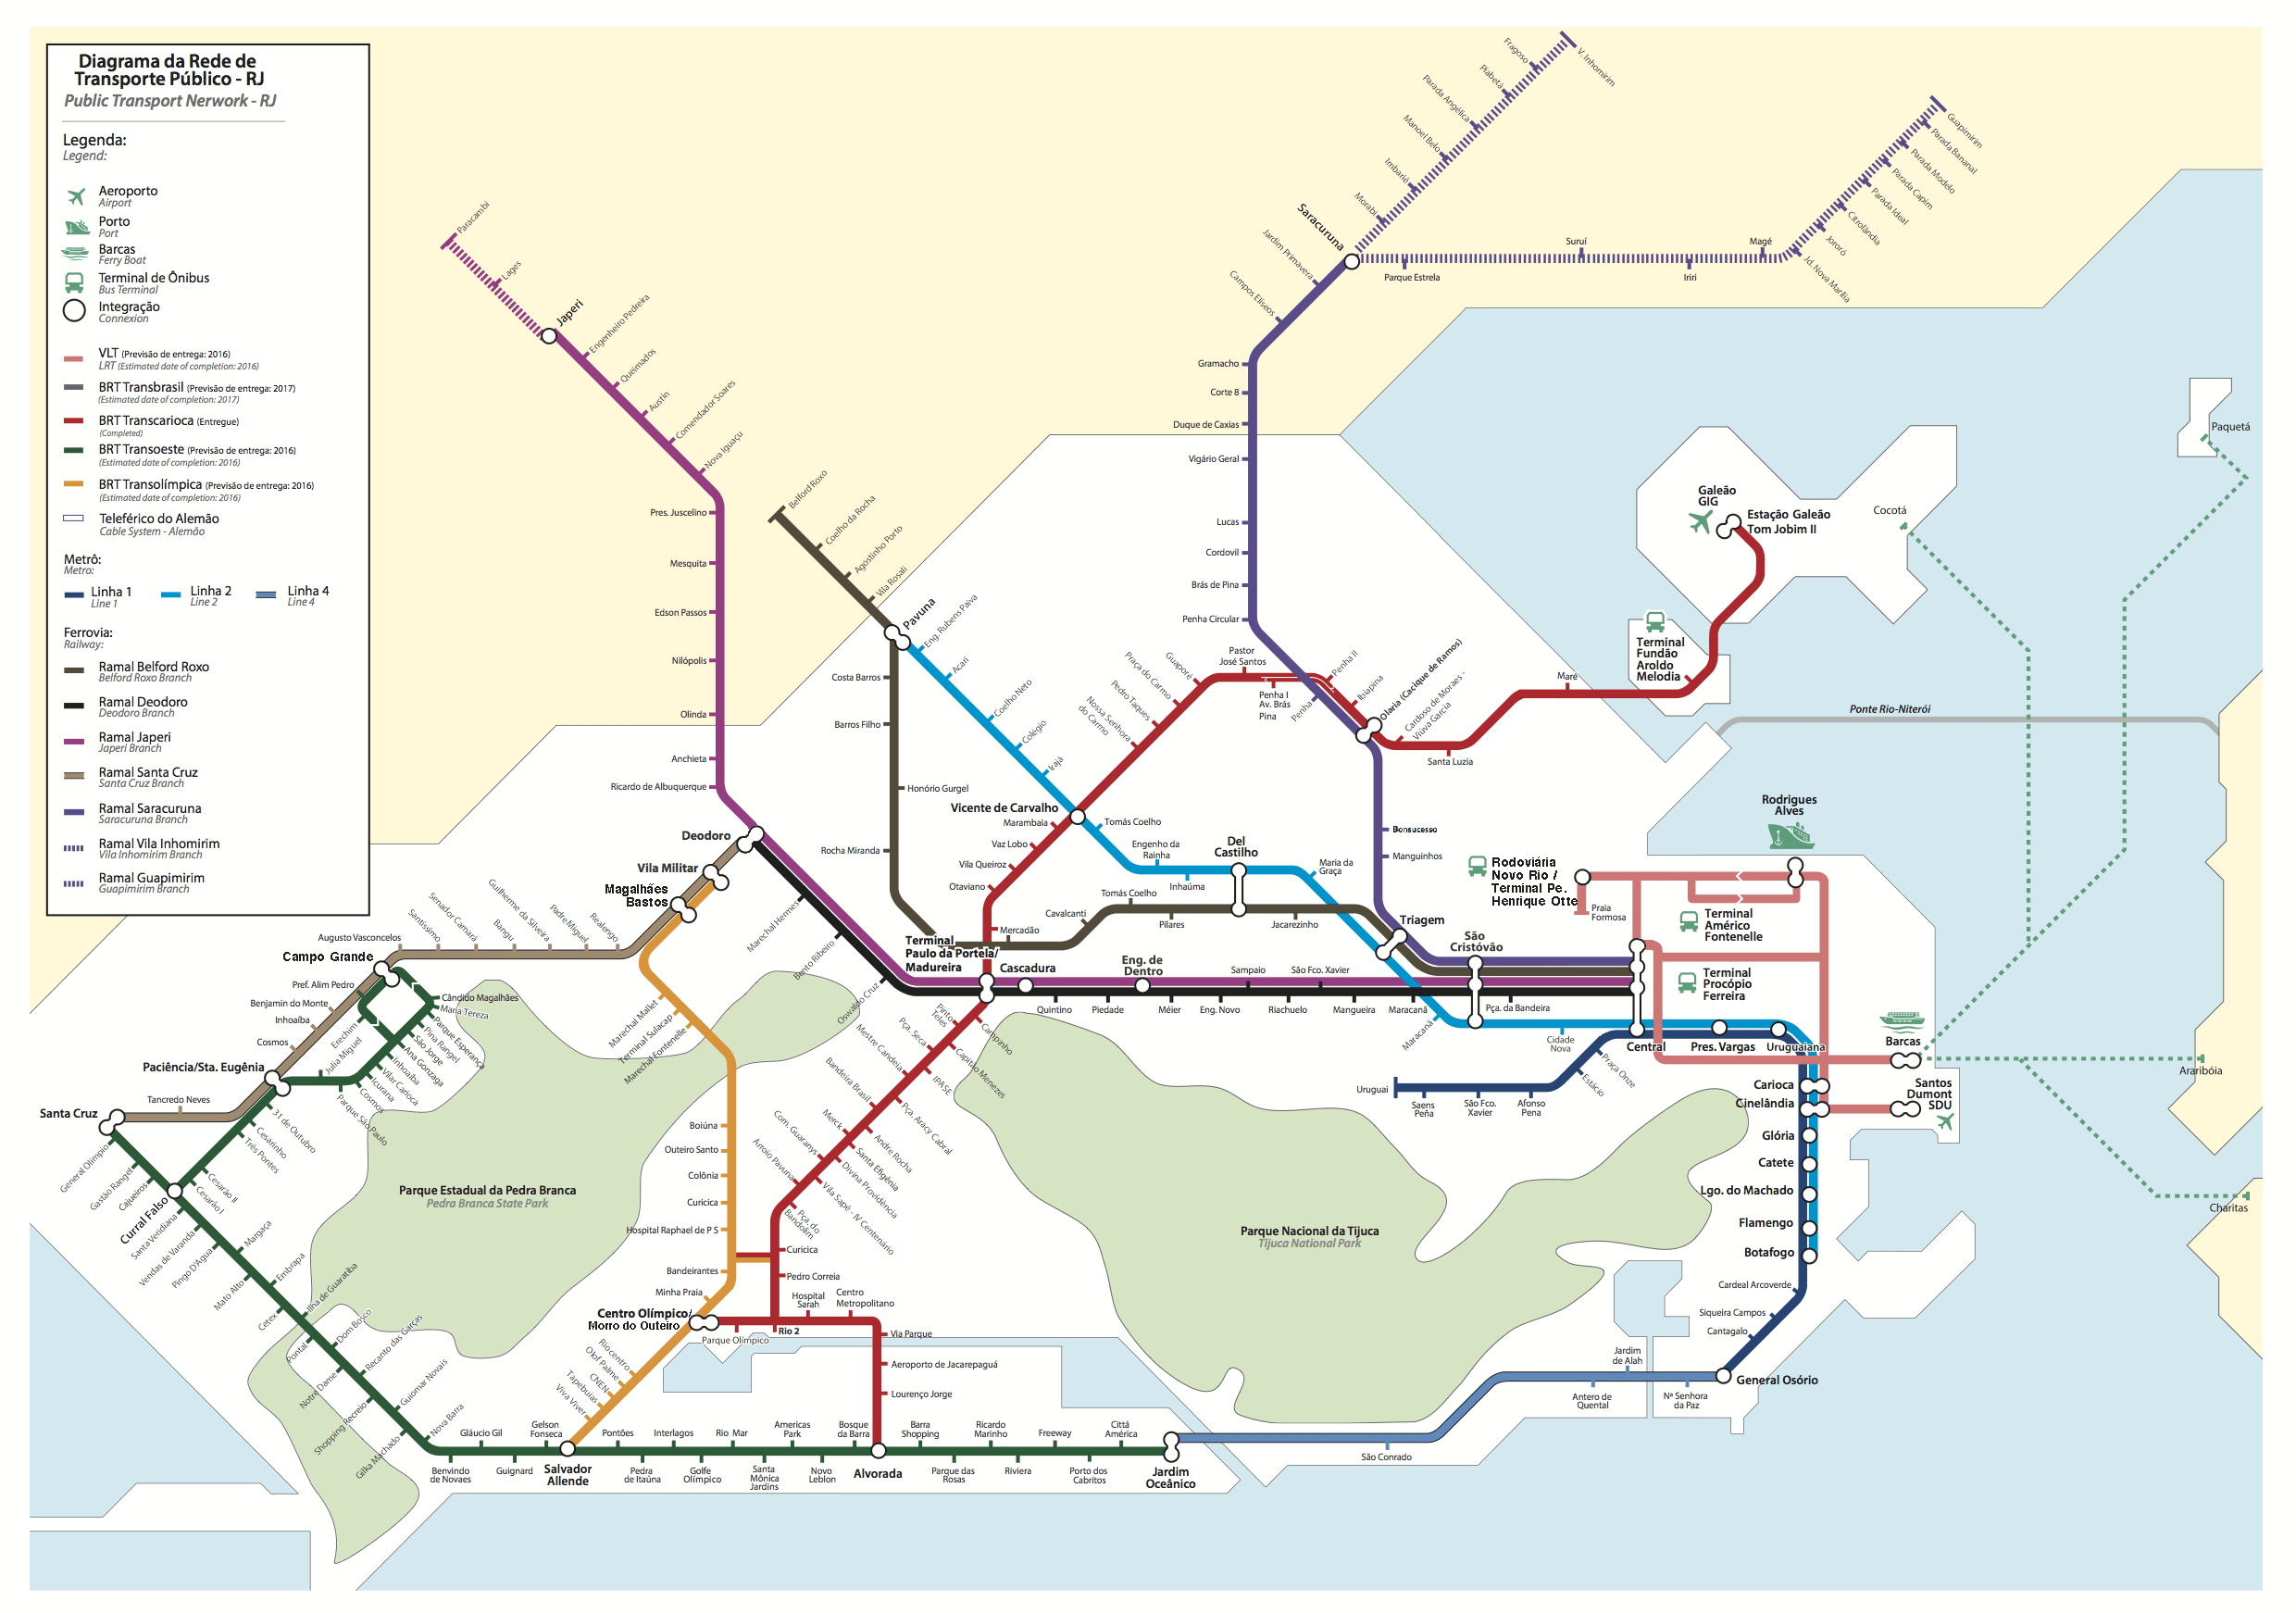 Diagrama da Rede de
Transporte Público - RJ
Public Transport Nerwork - RJ
Legenda:
Legend:
Aeroporto
Airport
Porto
Port
Barcas
Ferry Boat
Terminal de Ônibus
Bus Terminal
Integração
Connexion
VLT (Previsão de entrega: 2016)
LRT (Estimated date of completion: 2016)
BRT Transbrasil (Previsão de entrega: 2017)
(Estimated date of completion: 2017)
BRT Transcarioca (Entregue)
(Completed)
BRT Transoeste (Previsão de entrega: 2016)
(Estimated date of completion: 2016)
BRT Transolímpica (Previsão de entrega: 2016)
(Estimated date of completion: 2016)
Teleférico do Alemão
Cable System - Alemão
Metrô:
Metro:
Linha 1
Line 1
Linha 2
Line 2
Linha 4
Line 4
Ferrovia:
Railway:
Ramal Belford Roxo
Belford Roxo Branch
Ramal Deodoro
Deodoro Branch
Ramal Japeri
Japeri Branch
Ramal Santa Cruz
Santa Cruz Branch
Ramal Saracuruna
Saracuruna Branch
Ramal Vila Inhomirim
Vila Inhomirim Branch
Ramal Guapimirim
Guapimirim Branch
Paracambi
Lages
Japeri
Engenheiro Pedreira
Queimados
Austin
Comendador Soares
Nova Iguaçu
Pres. Juscelino
Mesquita
Edson Passos
Nilópolis
Olinda
Anchieta
Ricardo de Albuquerque
Deodoro
Vila Militar
Magalhães
Bastos
Belford Roxo
Coelho da Rocha
Agostinho Porto
Vila Rosali
Pavuna
Costa Barros
Barros Filho
Honório Gurgel
Rocha Miranda
Mercadão
Cavalcanti
Tomás Coelho
Pilares
Jacarezinho
Eng. Rubens Paiva
Acari
Coelho Neto
Colégio
Irajá
Vicente de Carvalho
Tomás Coelho
Engenho da
Rainha
Inhaúma
Del
Castilho
Maria da
Graça
Triagem
Maracanã
São
Cristóvão
Cidade
Nova
V. Inhomirim
Fragoso
Piabetá
Parada Angélica
Manoel Belo
Imbariê
Morabi
Saracuruna
Jardim Primavera
Campos Elíseos
Gramacho
Corte 8
Duque de Caxias
Vigário Geral
Lucas
Cordovil
Brás de Pina
Penha Circular
Penha
Bonsucesso
Manguinhos
Parque Estrela
Suruí
Iriri
Magé
Jd. Nova Marília
Jororó
Citrolândia
Parada Ideal
Parada Capim
Parada Modelo
Parada Bananal
Guapimirim
Galeão
GIG
Estação Galeão
Tom Jobim II
Terminal
Fundão
Aroldo
Melodia
Maré
Santa Luzia
Cardoso de Moraes -
Viúva Garcia
Olaria (Cacique de Ramos)
Ibiapina
Penha II
Penha I
Av. Brás
Pina
Pastor
José Santos
Guaporé
Praça do Carmo
Pedro Taques
Nossa Senhora
do Carmo
Marambaia
Vaz Lobo
Vila Queiroz
Otaviano
Terminal
Paulo da Portela/
Madureira
Cascadura
Eng. de
Dentro
Sampaio
São Fco. Xavier
Quintino
Piedade
Méier
Eng. Novo
Riachuelo
Mangueira
Maracanã
Pça. da Bandeira
Marechal Hermes
Bento Ribeiro
Oswaldo Cruz
Pinto
Teles
Campinho
Pça. Seca
Capitão Menezes
Mestre Candeia
IPASE
Bandeira Brasil
Pça. Aracy Cabral
Merck
Andre Rocha
Com. Guaranys
Santa Efigênia
Divina Providência
Arroio Pavuna
Vila Sapê - IV Centenário
Pça. do
Bandolim
Curicica
Pedro Correia
Rio 2
Hospital
Sarah
Centro
Metropolitano
Parque Olímpico
Via Parque
Aeroporto de Jacarepaguá
Lourenço Jorge
Marechal Mallet
Terminal Sulacap
Marechal Fontenelle
Boiúna
Outeiro Santo
Colônia
Curicica
Hospital Raphael de P S
Bandeirantes
Minha Praia
Centro Olímpico/
Morro do Outeiro
Riocentro
Olof Palme
CNEN
Tapebuias
Viva Viver
Realengo
Padre Miguel
Guilherme da Silveira
Bangu
Senador Camará
Santíssimo
Augusto Vasconcelos
Campo Grande
Benjamin do Monte
Inhoaíba
Cosmos
Paciência/Sta. Eugênia
Tancredo Neves
Santa Cruz
Pref. Alim Pedro
Cândido Magalhães
Maria Tereza
Parque Esperança
Pina Rangel
São Jorge
Ana Gonzaga
Inhoaíba
Vilar Carioca
Icurana
Cosmos
Parque São Paulo
Erechim
Julia Miguel
31 de Outubro
Cesarinho
Três Pontes
Cesarão II
Cesarão I
Curral Falso
General Olimpio
Gastão Rangel
Cajueiros
Santa Veridiana
Vendas de Varanda
Pingo D'Agua
Margaça
Mato Alto
Embrapa
Cetex
Ilha de Guaratiba
Pontal
Dom Bosco
Notre Dame
Recanto das Garças
Shopping Recreio
Guiomar Novais
Gilka Machado
Nova Barra
Benvindo
de Novaes
Gláucio Gil
Guignard
Gelson
Fonseca
Salvador
Allende
Pontões
Pedra
de Itaúna
Interlagos
Golfe
Olímpico
Rio Mar
Santa
Mônica
Jardins
Americas
Park
Novo
Leblon
Bosque
da Barra
Alvorada
Barra
Shopping
Parque das
Rosas
Ricardo
Marinho
Riviera
Freeway
Porto dos
Cabritos
Cittá
América
Jardim
Oceânico
São Conrado
Antero de
Quental
Jardim
de Alah
Nª Senhora
da Paz
General Osório
Cantagalo
Siqueira Campos
Cardeal Arcoverde
Botafogo
Flamengo
Lgo. do Machado
Catete
Glória
Cinelândia
Carioca
Uruguaiana
Pres. Vargas
Central
Praça Onze
Estácio
Afonso
Pena
São Fco.
Xavier
Saens
Peña
Uruguai
Rodoviária
Novo Rio /
Terminal Pe.
Henrique Otte
Praia
Formosa
Rodrigues
Alves
Terminal
Américo
Fontenelle
Terminal
Procópio
Ferreira
Barcas
Santos
Dumont
SDU
Ponte Rio-Niterói
Cocotá
Paquetá
Araribóia
Charitas
Parque Estadual da Pedra Branca
Pedra Branca State Park
Parque Nacional da Tijuca
Tijuca National Park